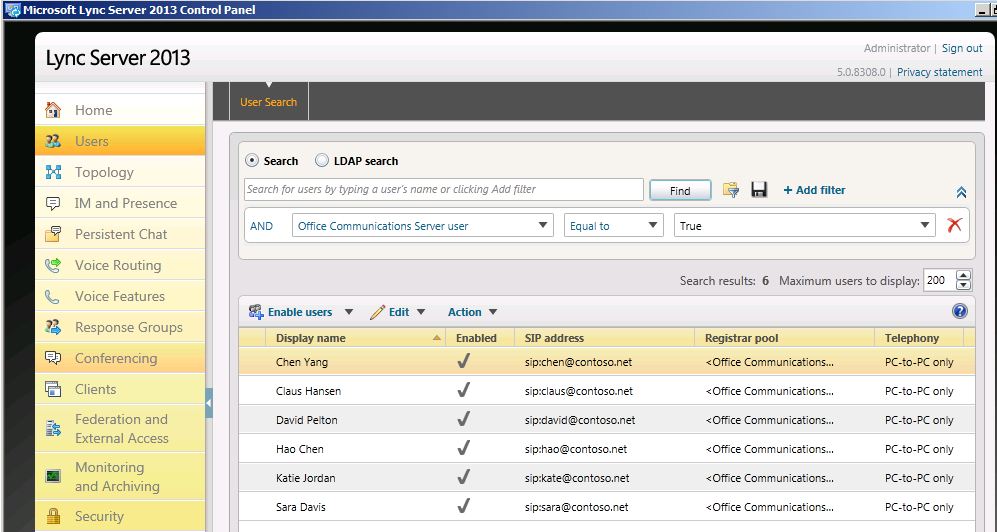 Microsoft Lync Server 2013 Control Panel
Lync Server 2013
Administrator | Sign out
5.0.8308.0 | Privacy statement
Home
Users
Topology
IM and Presence
Persistent Chat
Voice Routing
Voice Features
Response Groups
Conferencing
Clients
Federation and
External Access
Monitoring
and Archiving
Security
User Search
Search LDAP search
Search for users by typing a user's name or clicking Add filter Find + Add filter
AND Office Communications Server user Equal to True
Search results: 6 Maximum users to display: 200
Enable users Edit Action
Display name Enabled SIP address Registrar pool Telephony
Chen Yang sip:chen@contoso.net <Office Communications... PC-to-PC only
Claus Hansen sip:claus@contoso.net <Office Communications... PC-to-PC only
David Pelton sip:david@contoso.net <Office Communications... PC-to-PC only
Hao Chen sip:hao@contoso.net <Office Communications... PC-to-PC only
Katie Jordan sip:kate@contoso.net <Office Communications... PC-to-PC only
Sara Davis sip:sara@contoso.net <Office Communications... PC-to-PC only